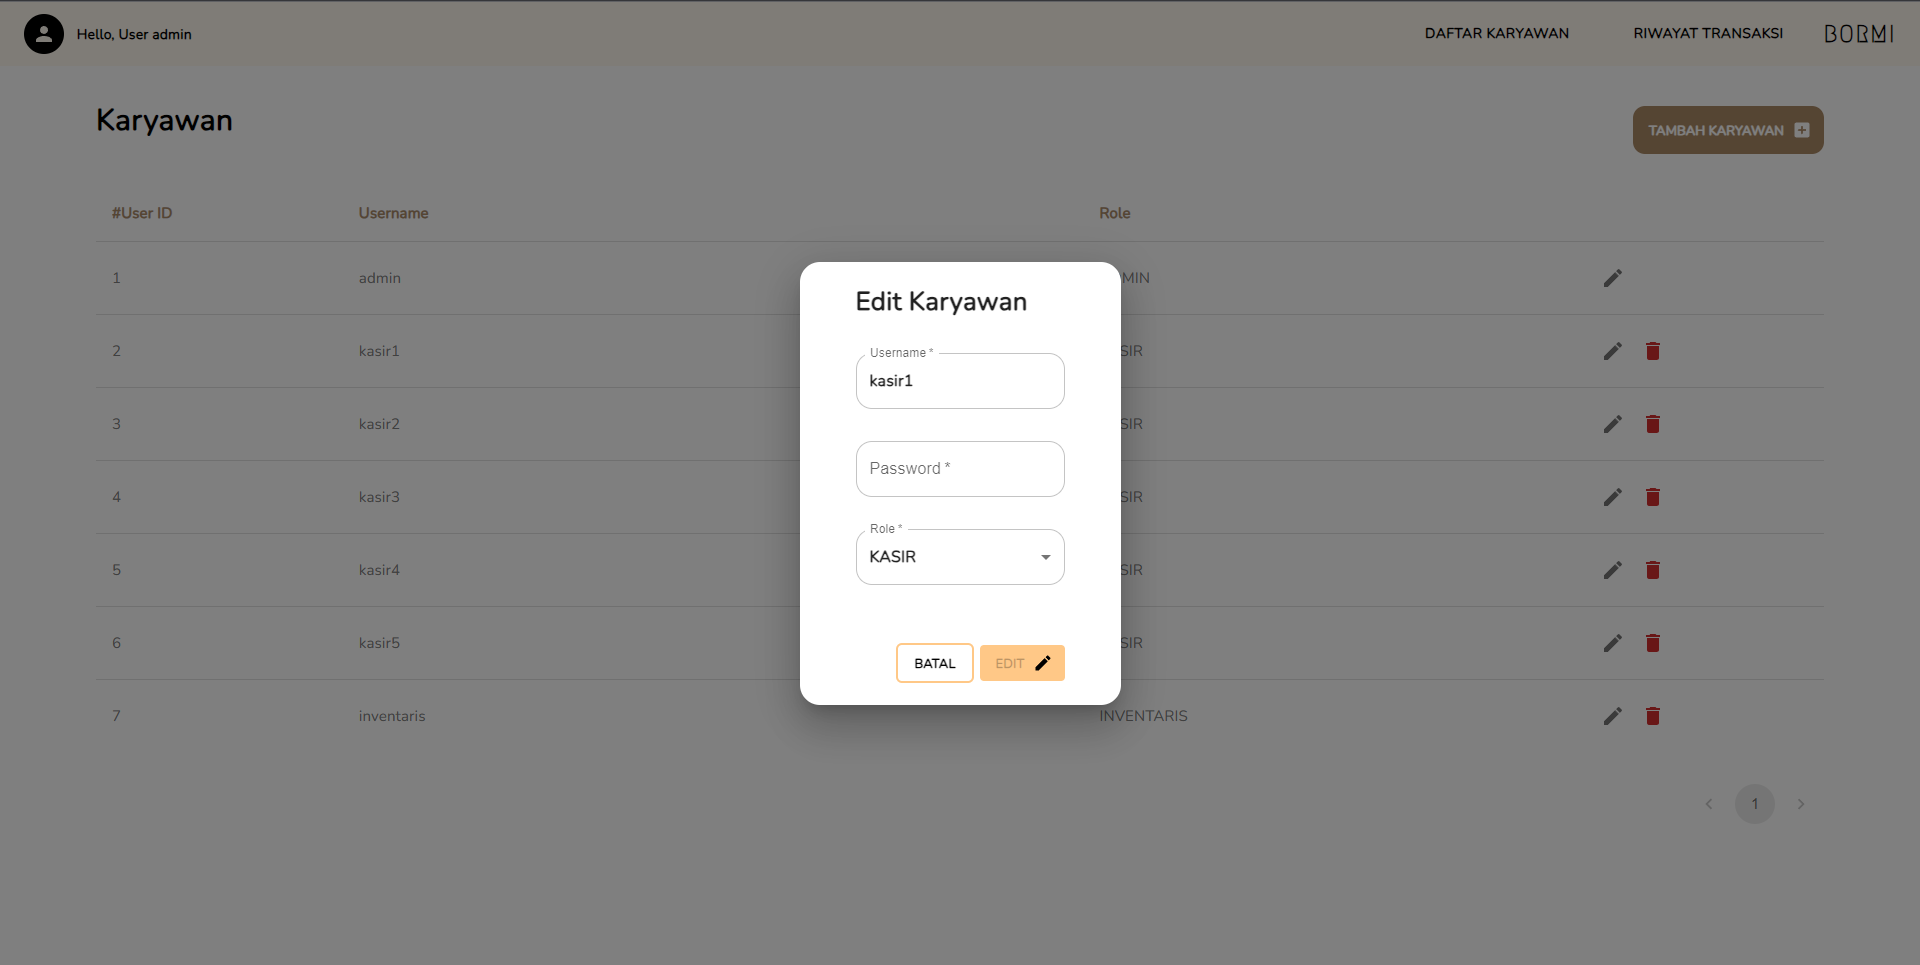 Hello, User admin
DAFTAR KARYAWAN
RIWAYAT TRANSAKSI
BORMI
Karyawan
TAMBAH KARYAWAN
#User ID Username Role
1 admin MIN
2 kasir1 SIR
3 kasir2 SIR
4 kasir3 SIR
5 kasir4 SIR
6 kasir5 SIR
7 inventaris INVENTARIS
1
Edit Karyawan
Username *
kasir1
Password *
Role *
KASIR
BATAL
EDIT